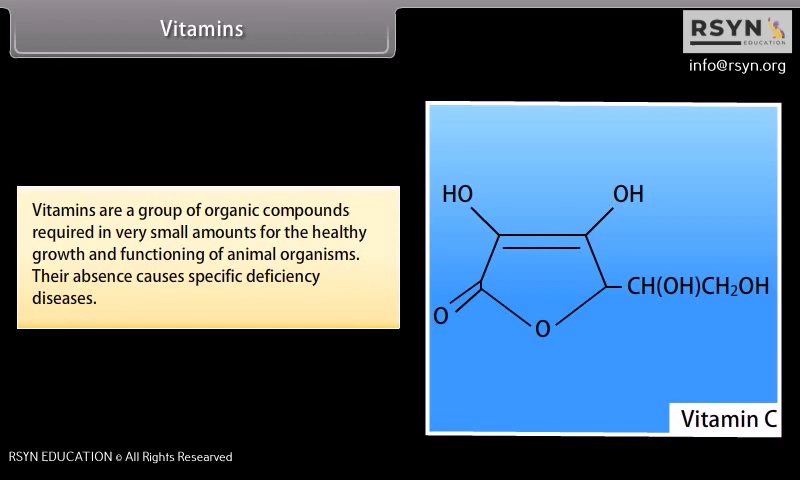 Vitamins
RSYN
EDUCATION
info@rsyn.org
Vitamins are a group of organic compounds
required in very small amounts for the healthy
growth and functioning of animal organisms.
Their absence causes specific deficiency
diseases.
HO
OH
CH(OH)CH₂OH
O
O
Vitamin C
RSYN EDUCATION © All Rights Researved